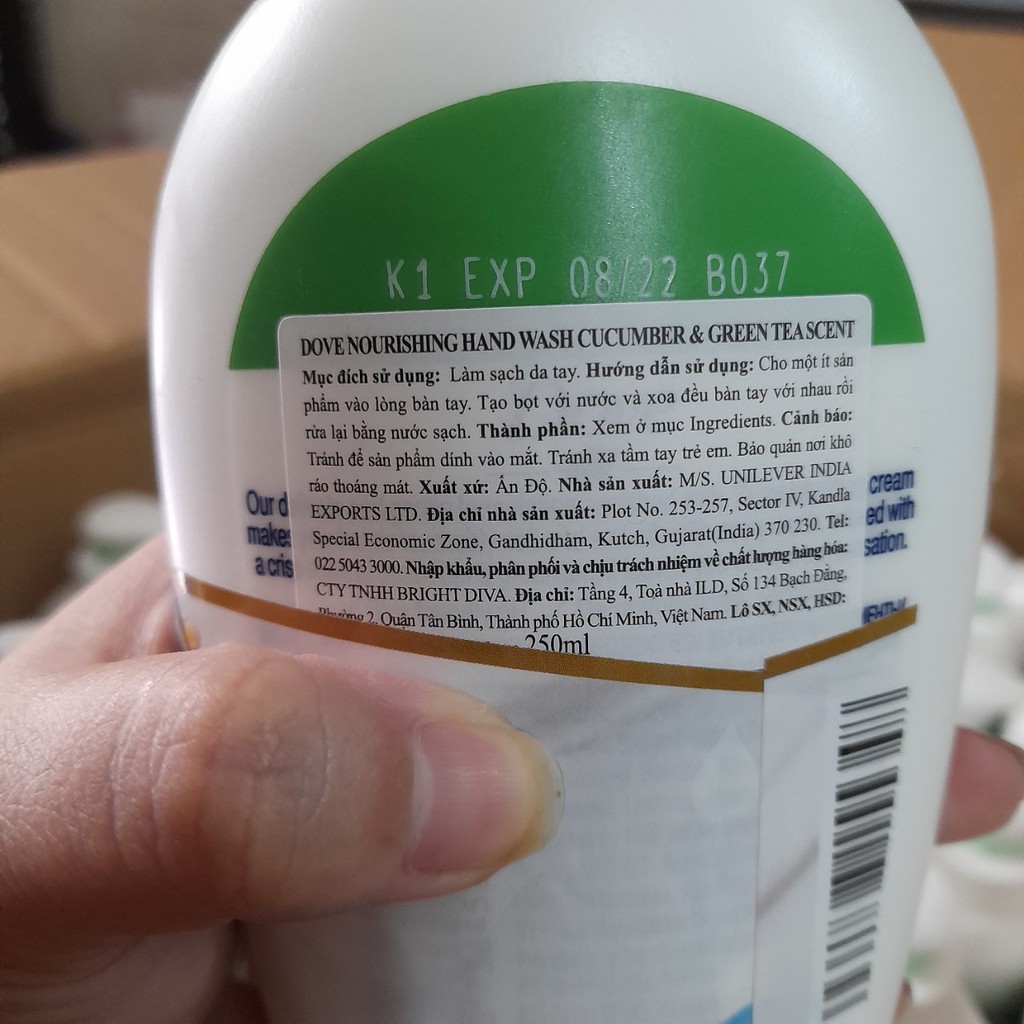 K1 EXP 08/22 B037
DOVE NOURISHING HAND WASH CUCUMBER & GREEN TEA SCENT
Mục đích sử dụng: Làm sạch da tay. Hướng dẫn sử dụng: Cho một ít sản
phẩm vào lòng bàn tay. Tạo bọt với nước và xoa đều bàn tay với nhau rồi
rửa lại bằng nước sạch. Thành phần: Xem ở mục Ingredients. Cảnh báo:
Tránh để sản phẩm dính vào mắt. Tránh xa tầm tay trẻ em. Bảo quản nơi khô
ráo thoáng mát. Xuất xứ: Ấn Độ. Nhà sản xuất: M/S. UNILEVER INDIA
EXPORTS LTD. Địa chỉ nhà sản xuất: Plot No. 253-257, Sector IV, Kandla
Special Economic Zone, Gandhidham, Kutch, Gujarat(India) 370 230. Tel:
022 5043 3000. Nhập khẩu, phân phối và chịu trách nhiệm về chất lượng hàng hóa:
CTY TNHH BRIGHT DIVA. Địa chỉ: Tầng 4, Toà nhà ILD, Số 134 Bạch Đằng,
Phường 2, Quận Tân Bình, Thành phố Hồ Chí Minh, Việt Nam. Lô SX, NSX, HSD:
250ml
Our d
makes
a cris
cream
ed with
sation.